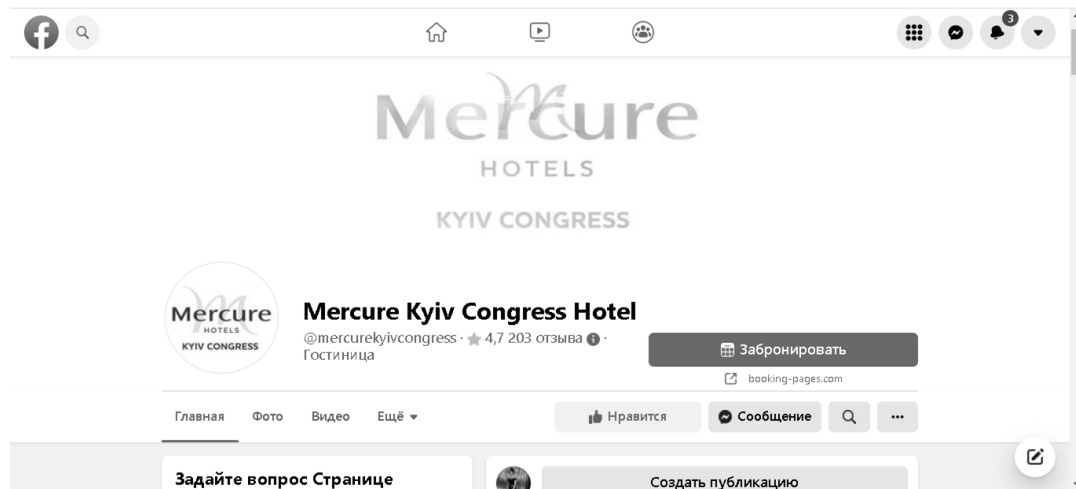 3
Mercure
HOTELS
KYIV CONGRESS
Mercure
HOTELS
KYIV CONGRESS
Mercure Kyiv Congress Hotel
@mercurekyivcongress · 4,7 203 отзыва ·
Гостиница
Забронировать
booking-pages.com
Главная Фото Видео Ещё Нравится Сообщение
Задайте вопрос Странице
Создать публикацию